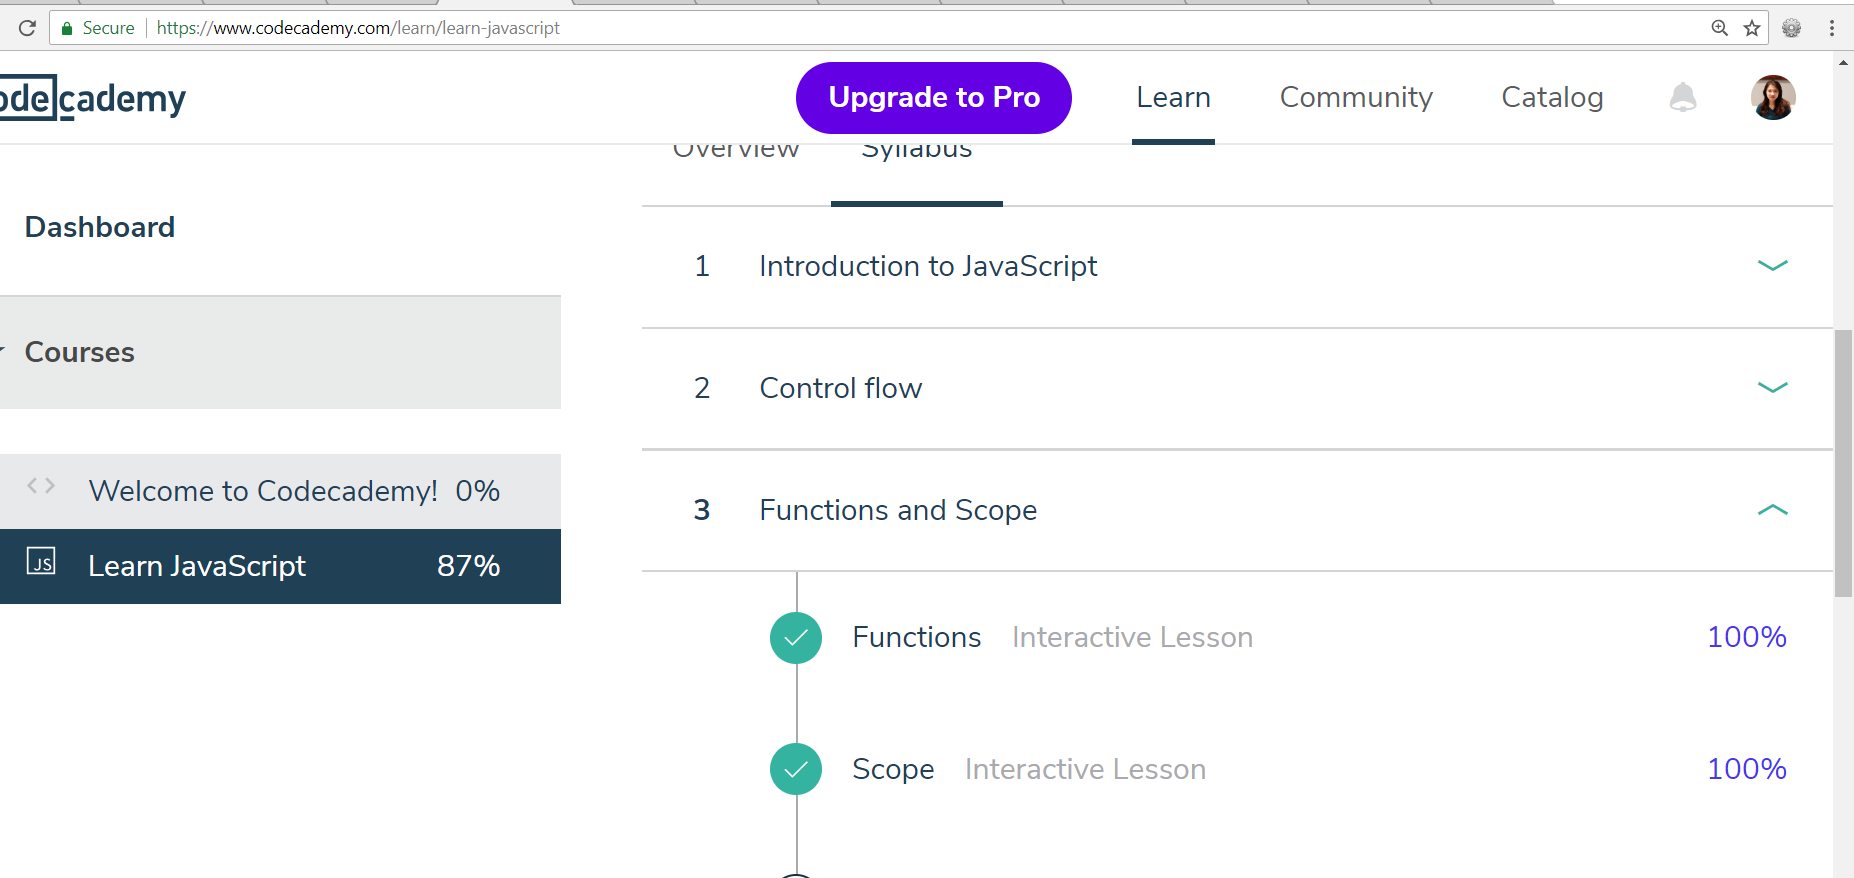 Secure https://www.codecademy.com/learn/learn-javascript
odecademy
Upgrade to Pro Learn Community Catalog
Overview Syllabus
Dashboard
Courses
Welcome to Codecademy! 0%
JS Learn JavaScript 87%
1 Introduction to JavaScript
2 Control flow
3 Functions and Scope
Functions Interactive Lesson 100%
Scope Interactive Lesson 100%